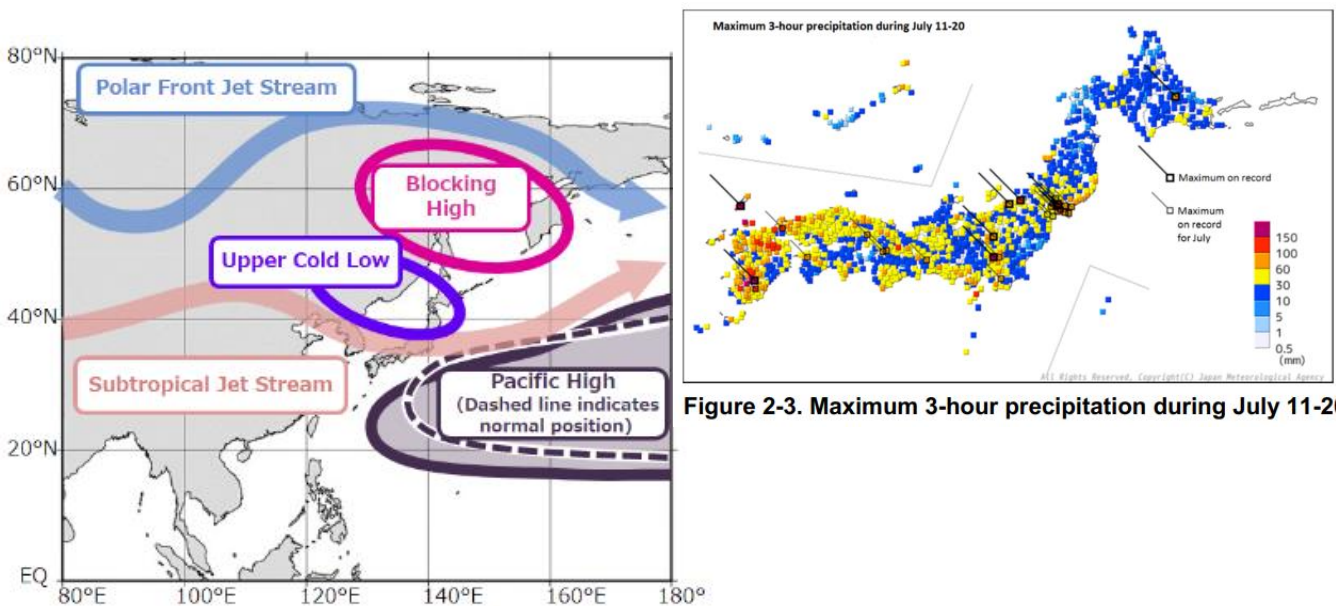 80°N
60°N
40°N
20°N
EQ
80°E
100°E
120°E
140°E
160°E
180°
Polar Front Jet Stream
Blocking
High
Upper Cold Low
Subtropical Jet Stream
Pacific High
(Dashed line indicates
normal position)
Maximum 3-hour precipitation during July 11-20
Maximum on record
Maximum
on record
for July
150
100
60
30
10
5
1
0.5
(mm)
All Rights Reserved, Copyright(C) Japan Meteorological Agency
Figure 2-3. Maximum 3-hour precipitation during July 11-20